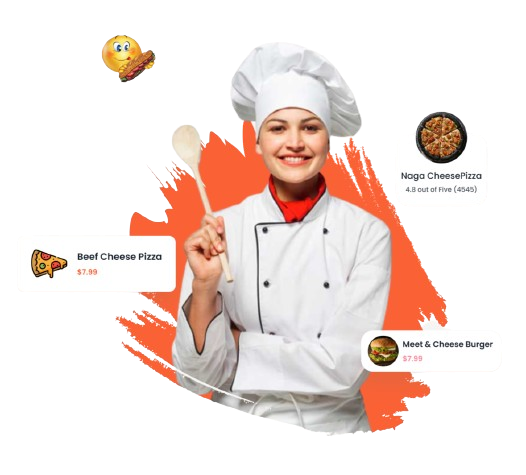 Naga CheesePizza
4.8 out of Five (4545)
Beef Cheese Pizza
$7.99
Meet & Cheese Burger
$7.99